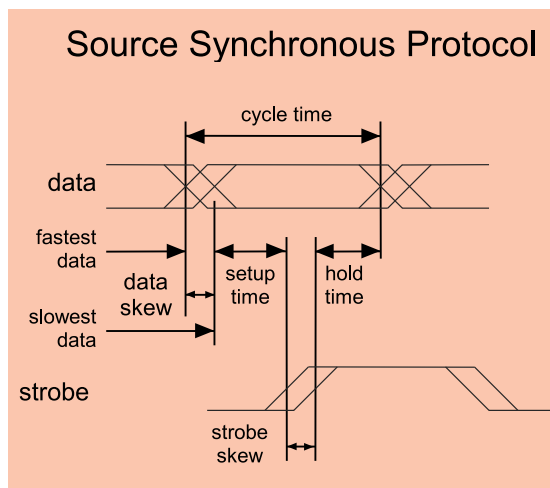 Source Synchronous Protocol
cycle time
data
fastest
data
data
skew
setup
time
hold
time
slowest
data
strobe
strobe
skew